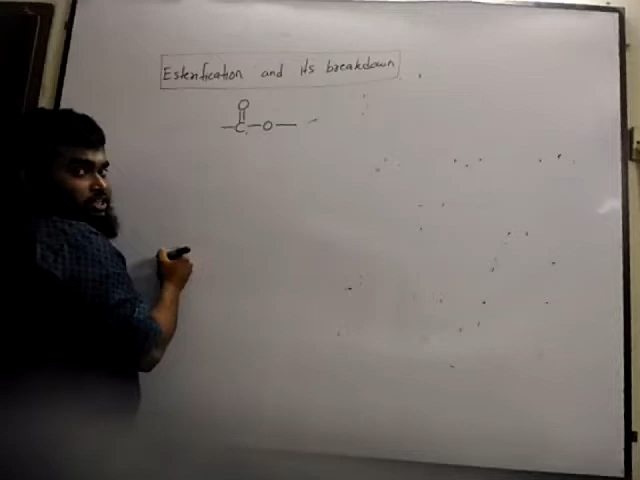 Esterification and its breakdown
O
—C—O—